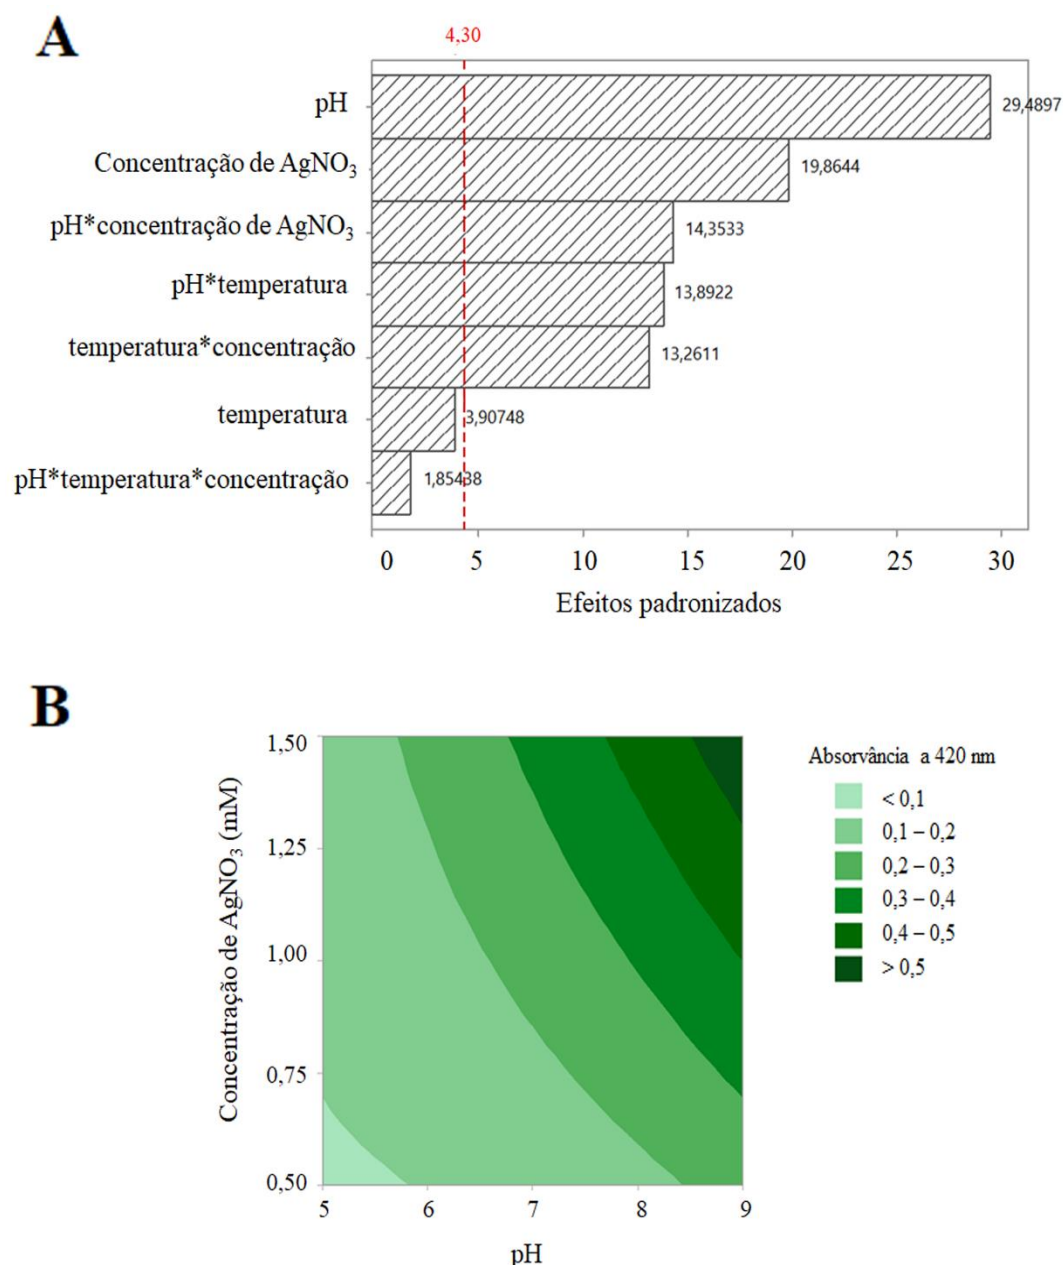 A
4,30
pH
29,4897
Concentração de AgNO₃
19,8644
pH*concentração de AgNO₃
14,3533
pH*temperatura
13,8922
temperatura*concentração
13,2611
temperatura
3,90748
pH*temperatura*concentração
1,85438
0 5 10 15 20 25 30
Efeitos padronizados
B
Concentração de AgNO₃ (mM)
1,50
1,25
1,00
0,75
0,50
5 6 7 8 9
pH
Absorvância a 420 nm
< 0,1
0,1 – 0,2
0,2 – 0,3
0,3 – 0,4
0,4 – 0,5
> 0,5